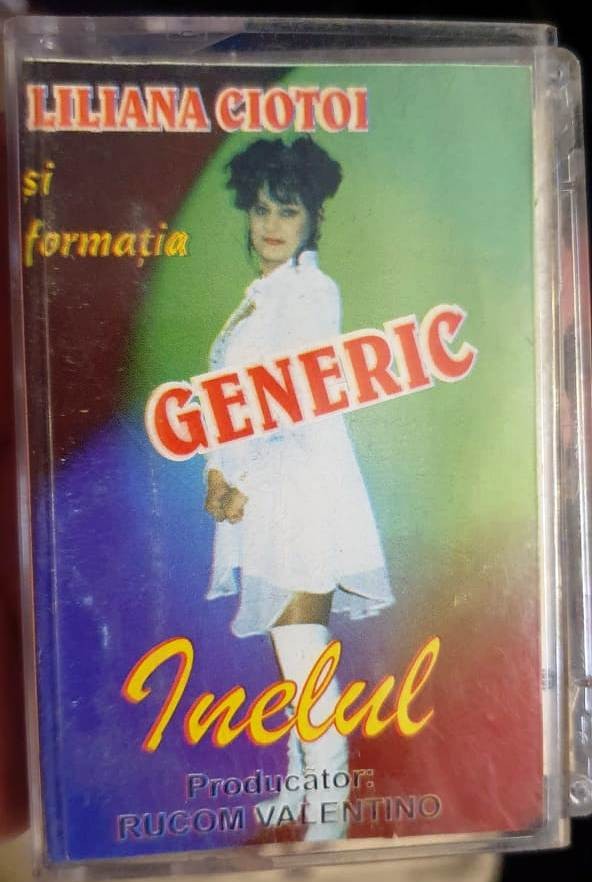 LILIANA CIOTOI
și
formația
GENERIC
Inelul
Producător:
RUCOM VALENTINO